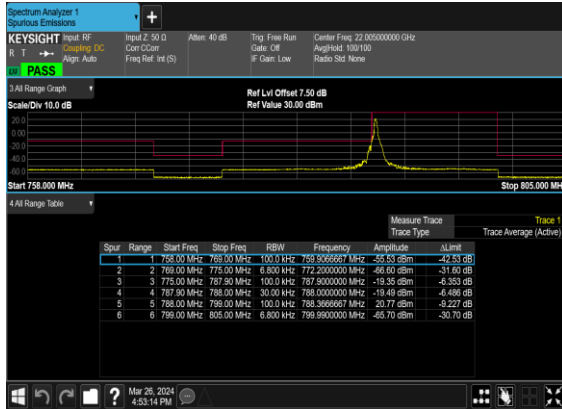 Spectrum Analyzer 1
Spurious Emissions
+
KEYSIGHT Input: RF Input Z: 50 Ω Atten: 40 dB Trig: Free Run Center Freq: 22.005000000 GHz
R T Coupling: DC Corr CCorr Gate: Off Avg|Hold: 100/100
Align: Auto Freq Ref: Int (S) IF Gain: Low Radio Std: None
PASS
3 All Range Graph
Ref Lvl Offset 7.50 dB
Scale/Div 10.0 dB Ref Value 30.00 dBm
20.0
0.00
-20.0
-40.0
-60.0
Start 758.000 MHz Stop 805.000 MH
4 All Range Table
Measure Trace Trace 1
Trace Type Trace Average (Active)
Spur Range Start Freq Stop Freq RBW Frequency Amplitude ΔLimit
1 1 758.00 MHz 769.00 MHz 100.0 kHz 759.9066667 MHz -55.53 dBm -42.53 dB
2 2 769.00 MHz 775.00 MHz 6.800 kHz 772.2000000 MHz -66.60 dBm -31.60 dB
3 3 775.00 MHz 787.90 MHz 100.0 kHz 787.9000000 MHz -19.35 dBm -6.353 dB
4 4 787.90 MHz 788.00 MHz 30.00 kHz 788.0000000 MHz -19.49 dBm -6.486 dB
5 5 788.00 MHz 799.00 MHz 100.0 kHz 788.3666667 MHz 20.77 dBm -9.227 dB
6 6 799.00 MHz 805.00 MHz 6.800 kHz 799.9900000 MHz -65.70 dBm -30.70 dB
? Mar 26, 2024
4:53:14 PM